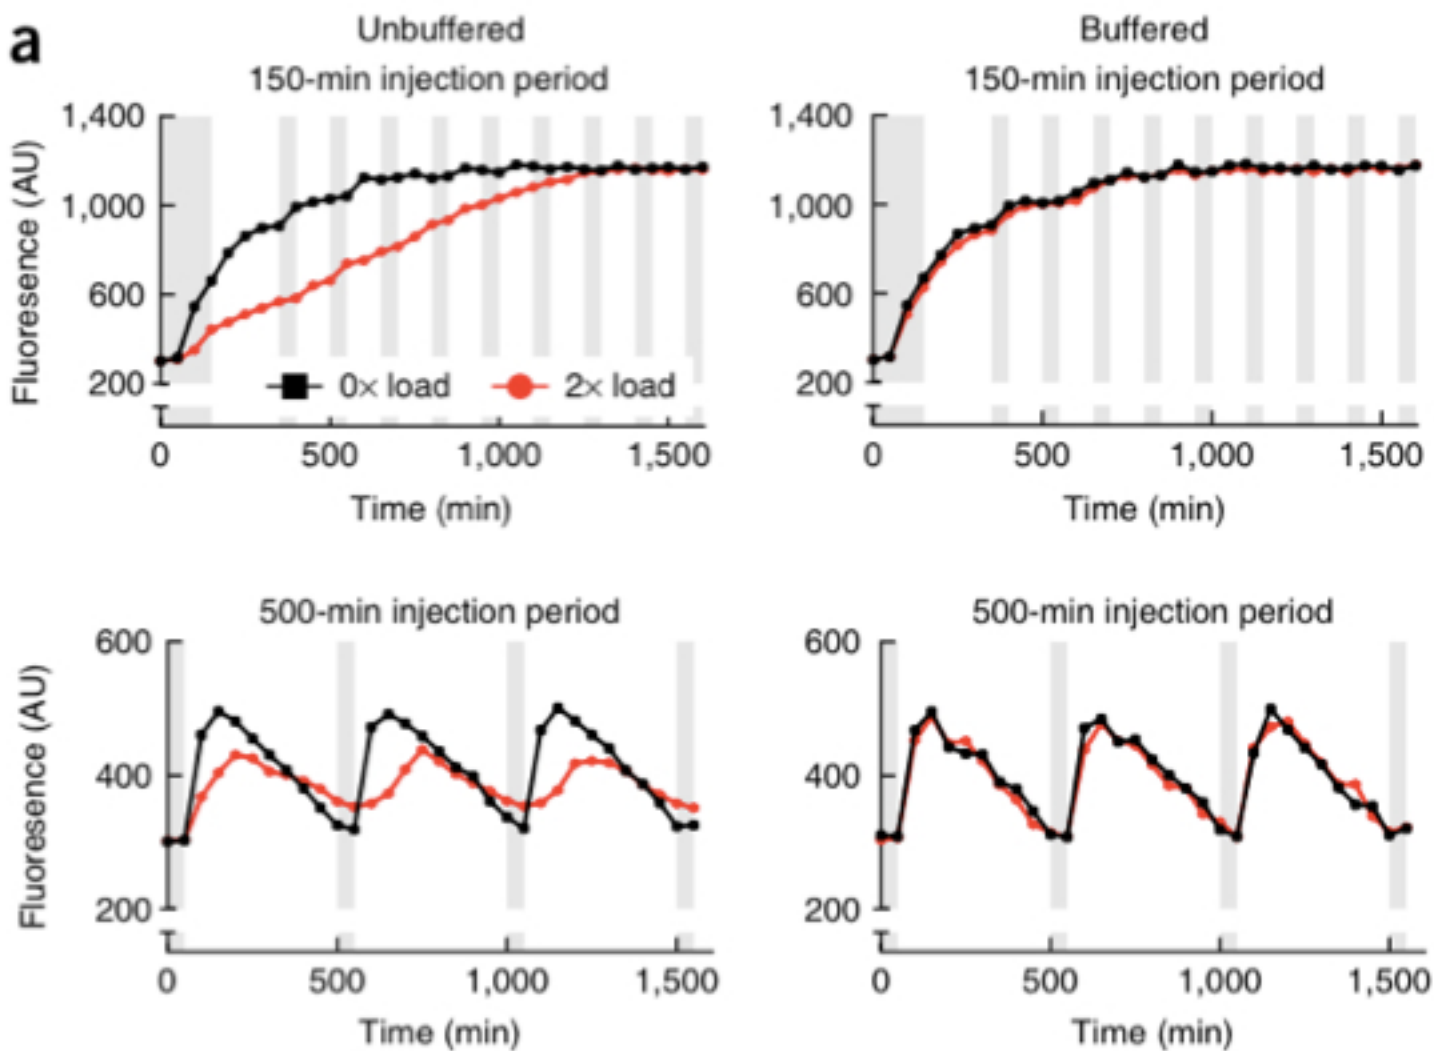 a
Unbuffered
150-min injection period
Fluoresence (AU)
1,400
1,000
600
200
0× load
2× load
0
500
1,000
1,500
Time (min)
Buffered
150-min injection period
1,400
1,000
600
200
0
500
1,000
1,500
Time (min)
500-min injection period
Fluoresence (AU)
600
400
200
0
500
1,000
1,500
Time (min)
500-min injection period
600
400
200
0
500
1,000
1,500
Time (min)